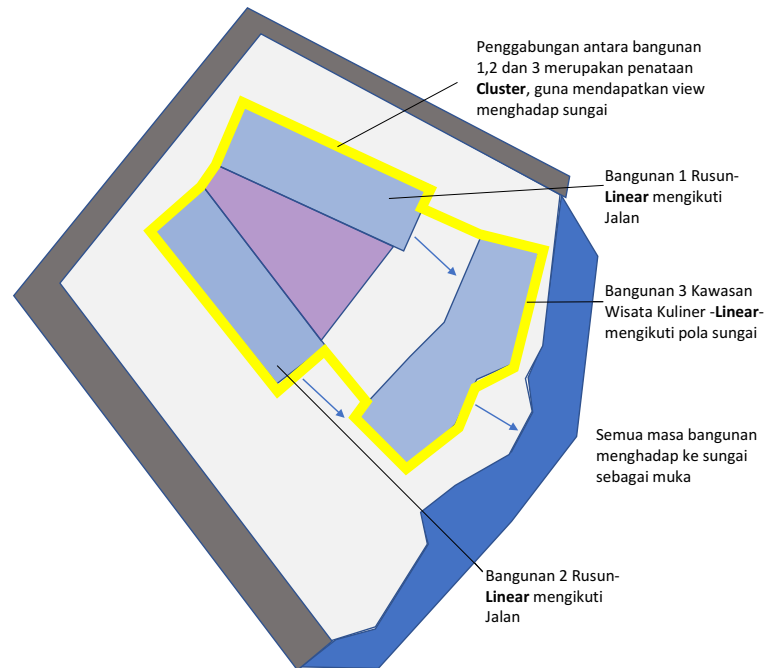 Penggabungan antara bangunan
1,2 dan 3 merupakan penataan
Cluster, guna mendapatkan view
menghadap sungai
Bangunan 1 Rusun-
Linear mengikuti
Jalan
Bangunan 3 Kawasan
Wisata Kuliner -Linear-
mengikuti pola sungai
Semua masa bangunan
menghadap ke sungai
sebagai muka
Bangunan 2 Rusun-
Linear mengikuti
Jalan